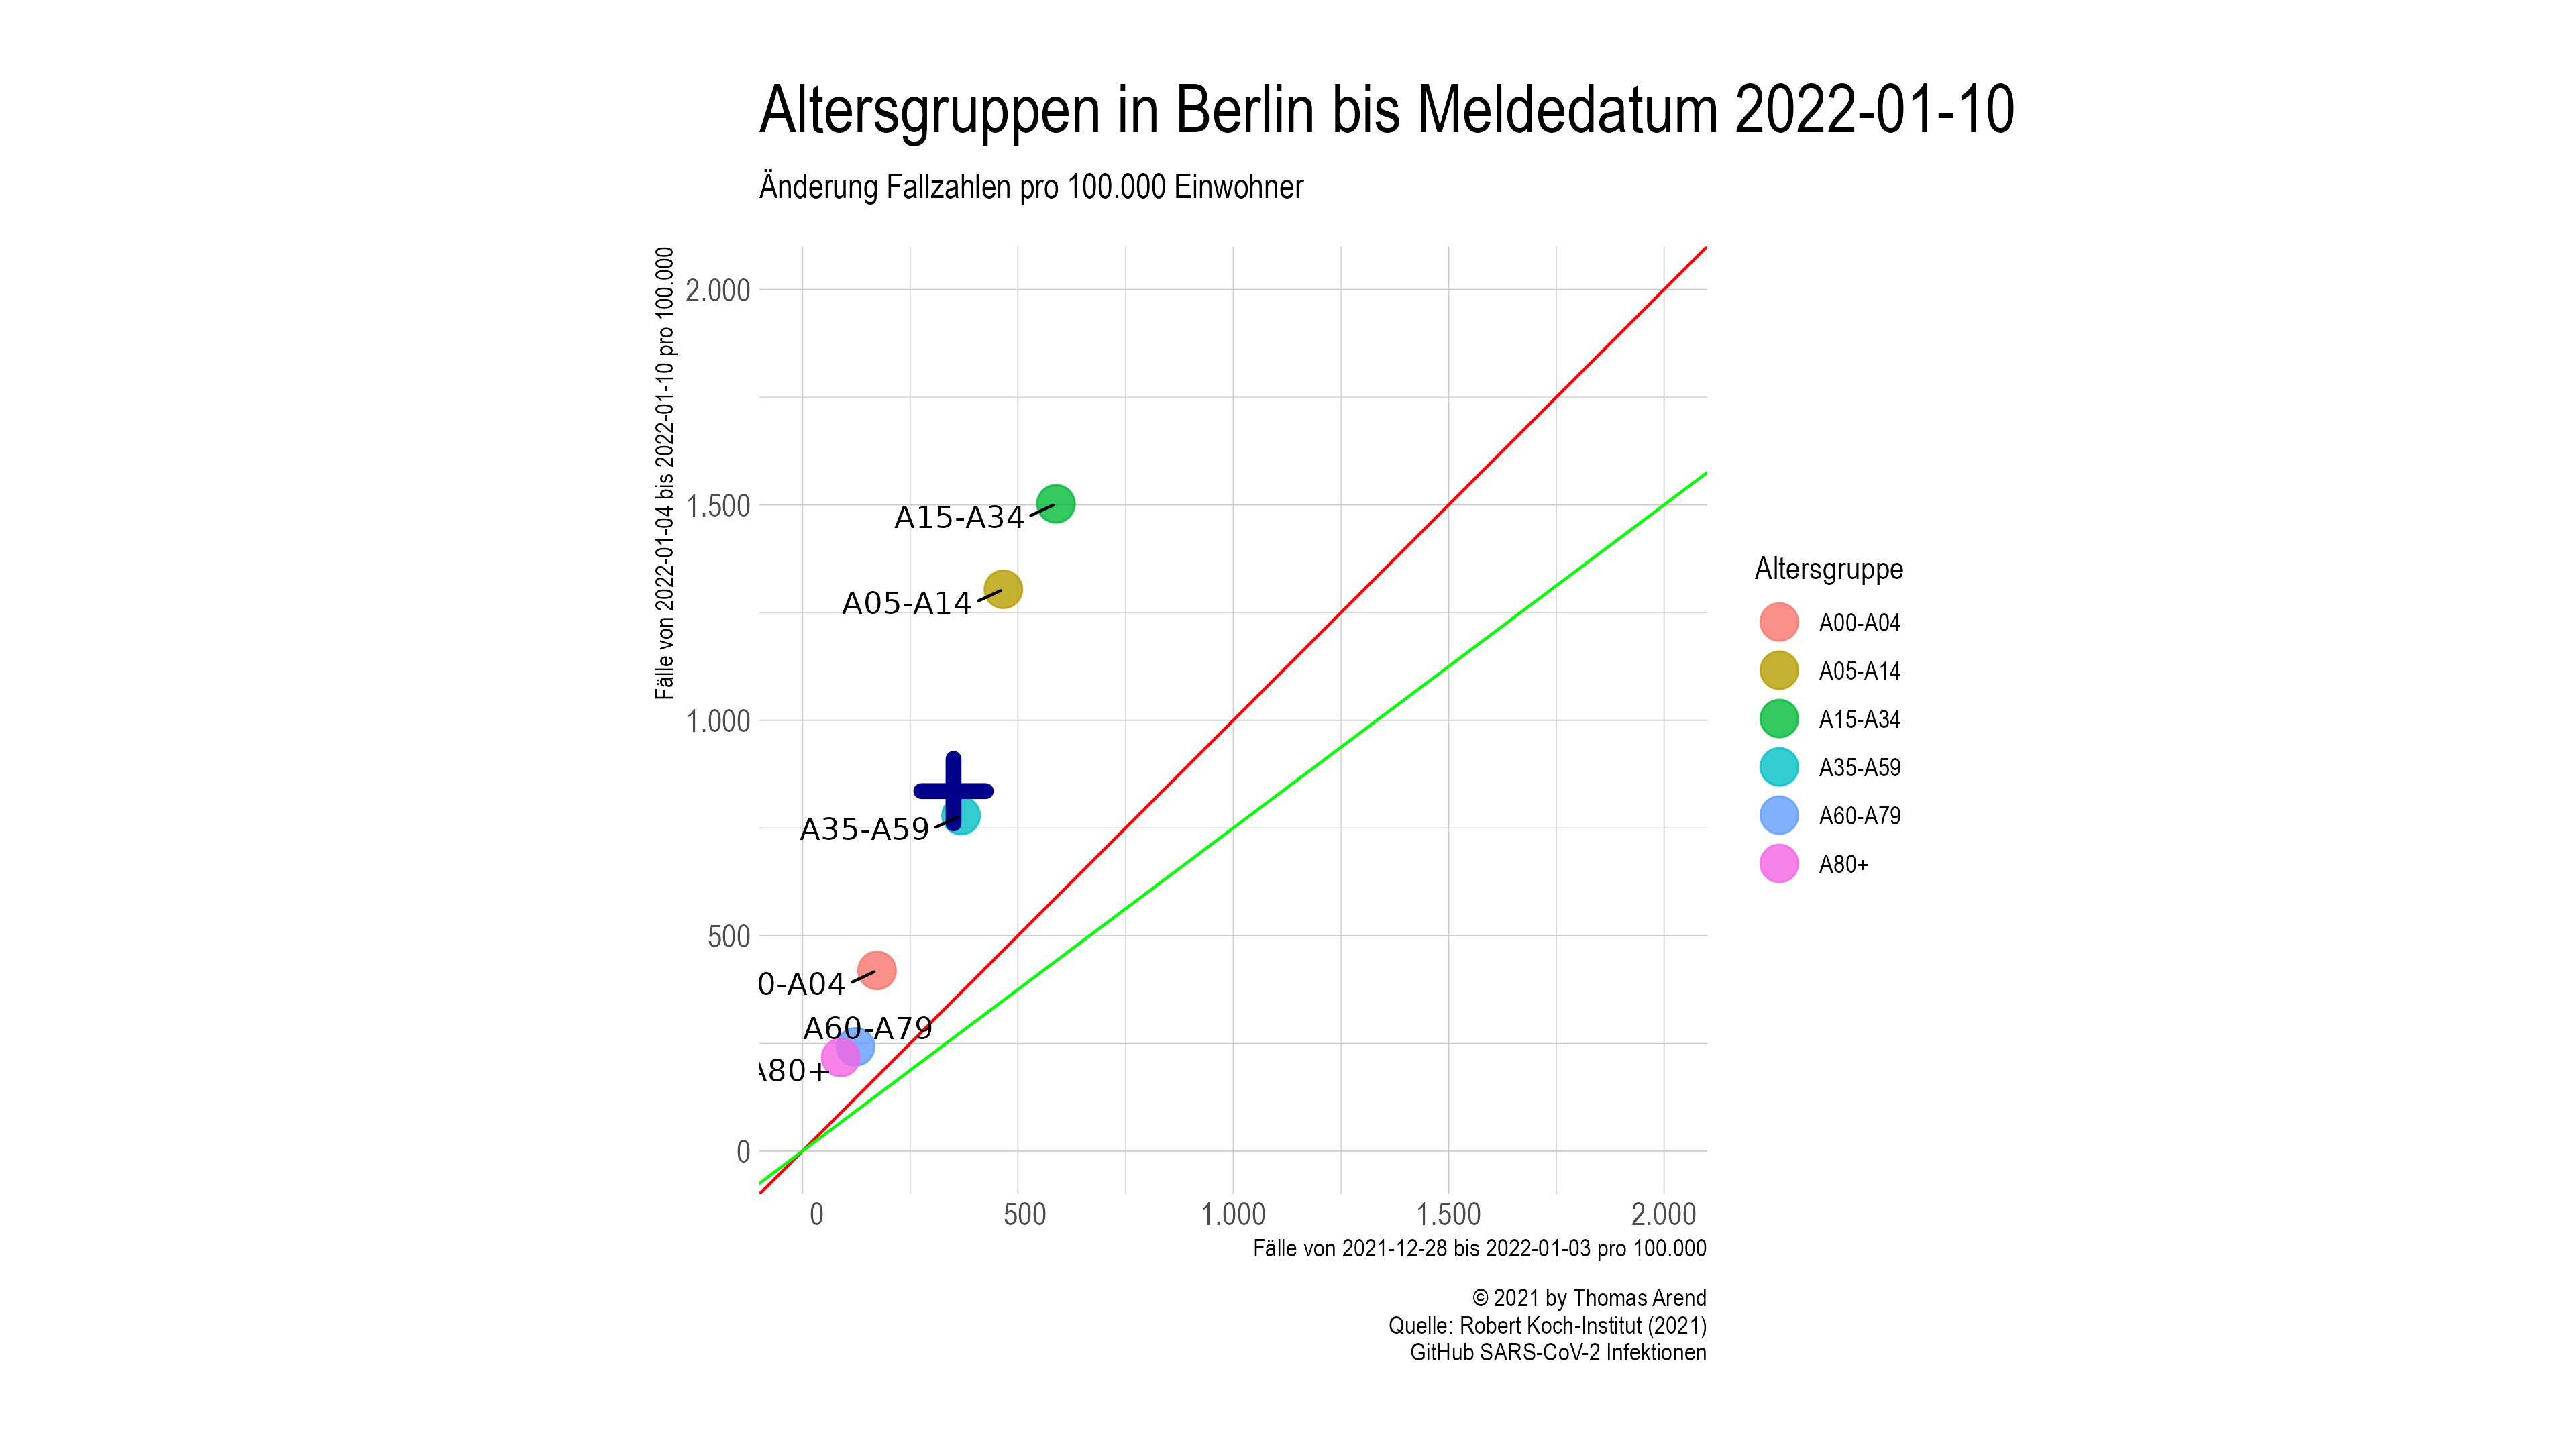 Altersgruppen in Berlin bis Meldedatum 2022-01-10
Änderung Fallzahlen pro 100.000 Einwohner
Fälle von 2022-01-04 bis 2022-01-10 pro 100.000
2.000
1.500
1.000
500
0
A15-A34
A05-A14
A35-A59
0-A04
A60-A79
A80+
0
500
1.000
1.500
2.000
Fälle von 2021-12-28 bis 2022-01-03 pro 100.000
Altersgruppe
A00-A04
A05-A14
A15-A34
A35-A59
A60-A79
A80+
© 2021 by Thomas Arend
Quelle: Robert Koch-Institut (2021)
GitHub SARS-CoV-2 Infektionen